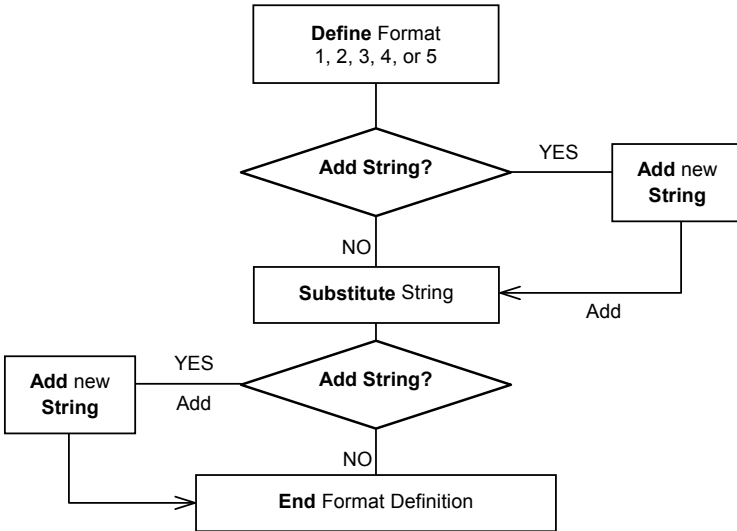 Define Format
1, 2, 3, 4, or 5
Add String?
YES
Add new
String
NO
Substitute String
Add
YES
Add new
String
Add
Add String?
NO
End Format Definition